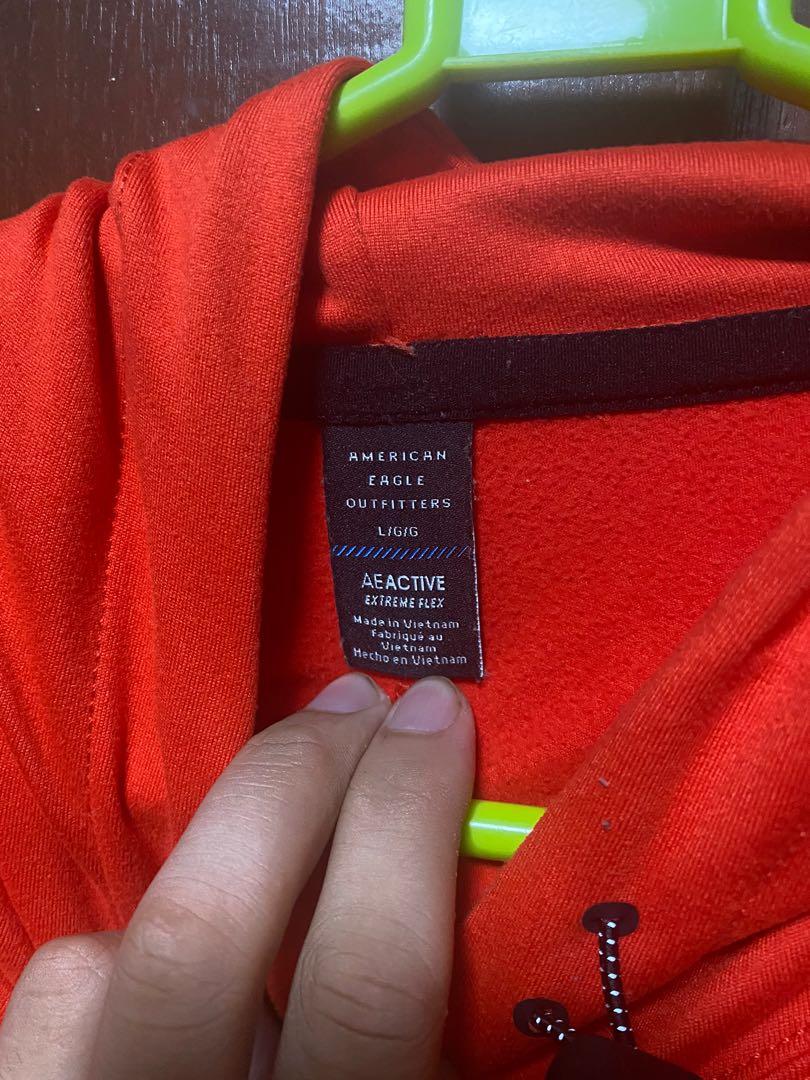 AMERICAN
EAGLE
OUTFITTERS
L/G/G
AEACTIVE
EXTREME FLEX
Made in Vietnam
Fabriqué au
Vietnam
Hecho en Vietnam